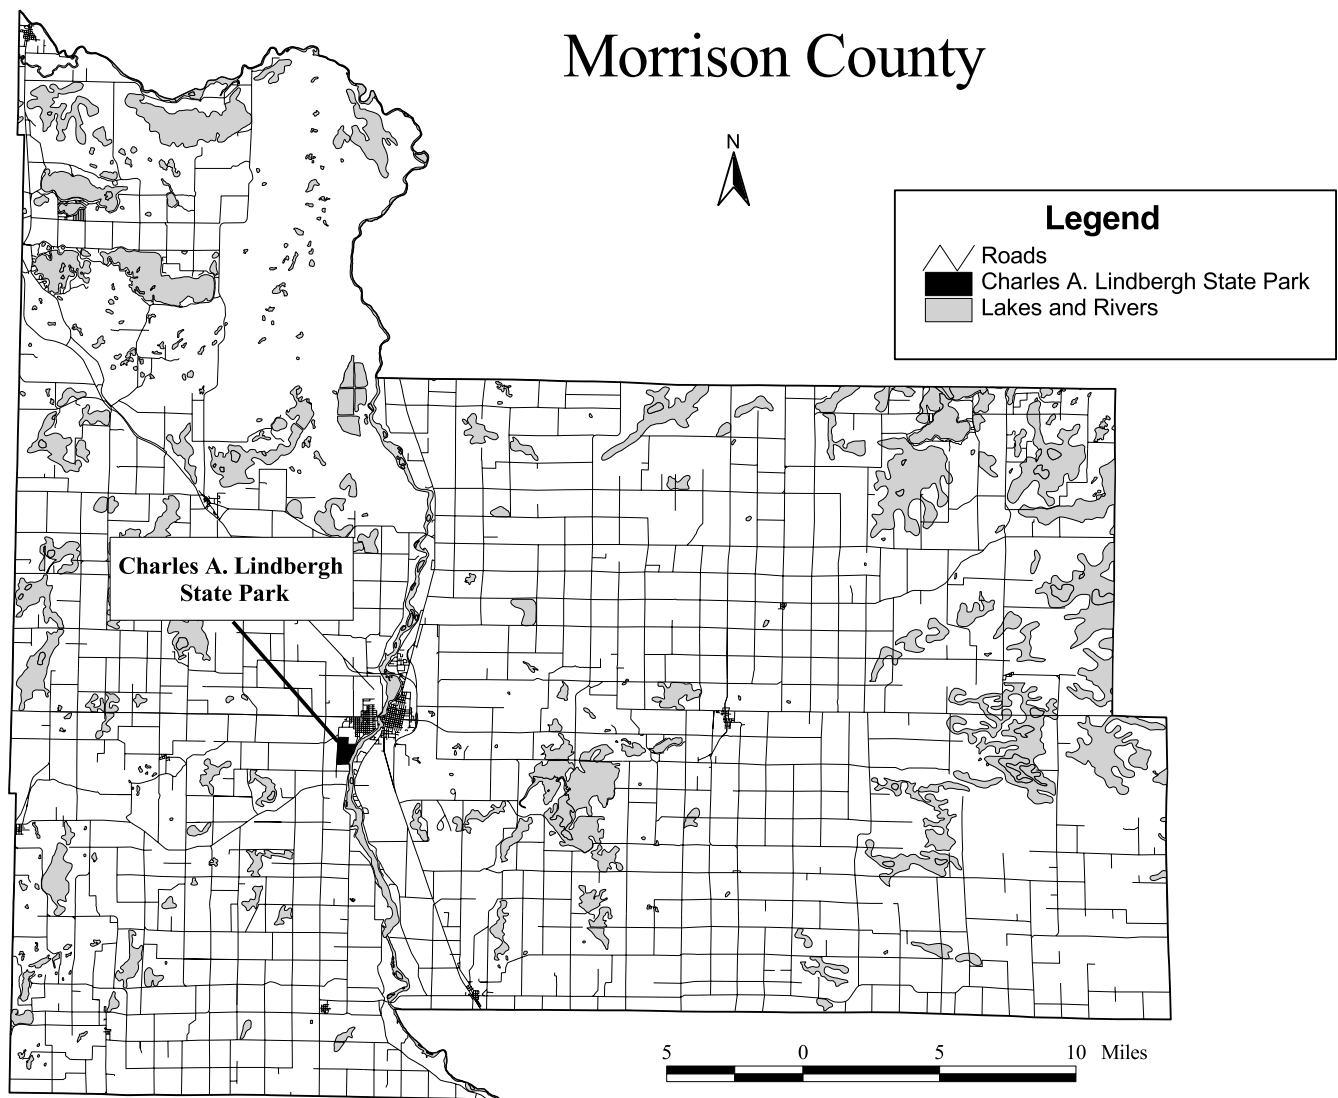 Morrison County
N
Legend
Roads
Charles A. Lindbergh State Park
Lakes and Rivers
Charles A. Lindbergh
State Park
5 0 5 10 Miles